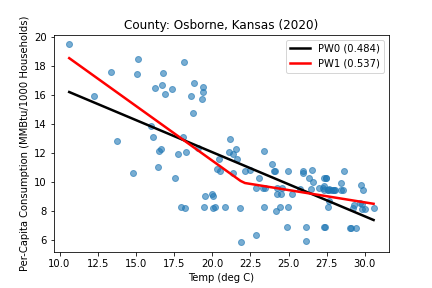 County: Osborne, Kansas (2020)
Per-Capita Consumption (MMBtu/1000 Households)
20
18
16
14
12
10
8
6
PW0 (0.484)
PW1 (0.537)
10.0 12.5 15.0 17.5 20.0 22.5 25.0 27.5 30.0
Temp (deg C)